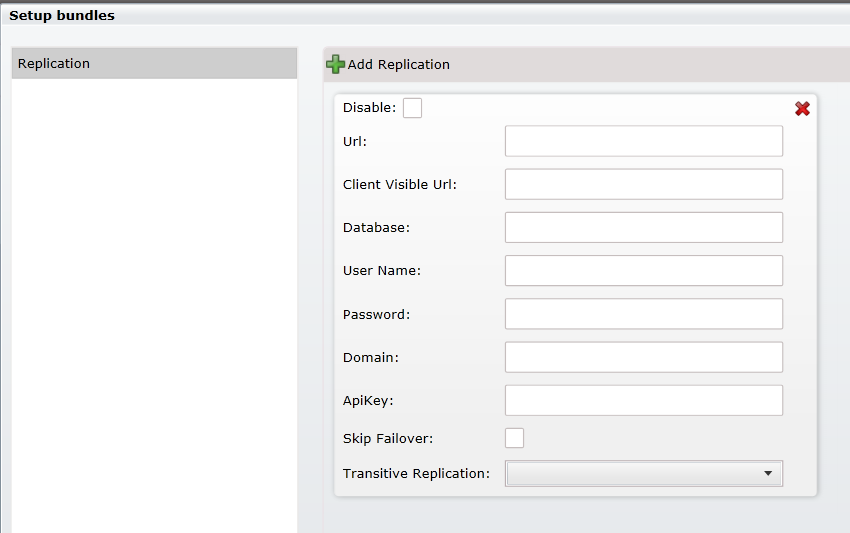 Setup bundles
Replication
Add Replication
Disable:
Url:
Client Visible Url:
Database:
User Name:
Password:
Domain:
ApiKey:
Skip Failover:
Transitive Replication: